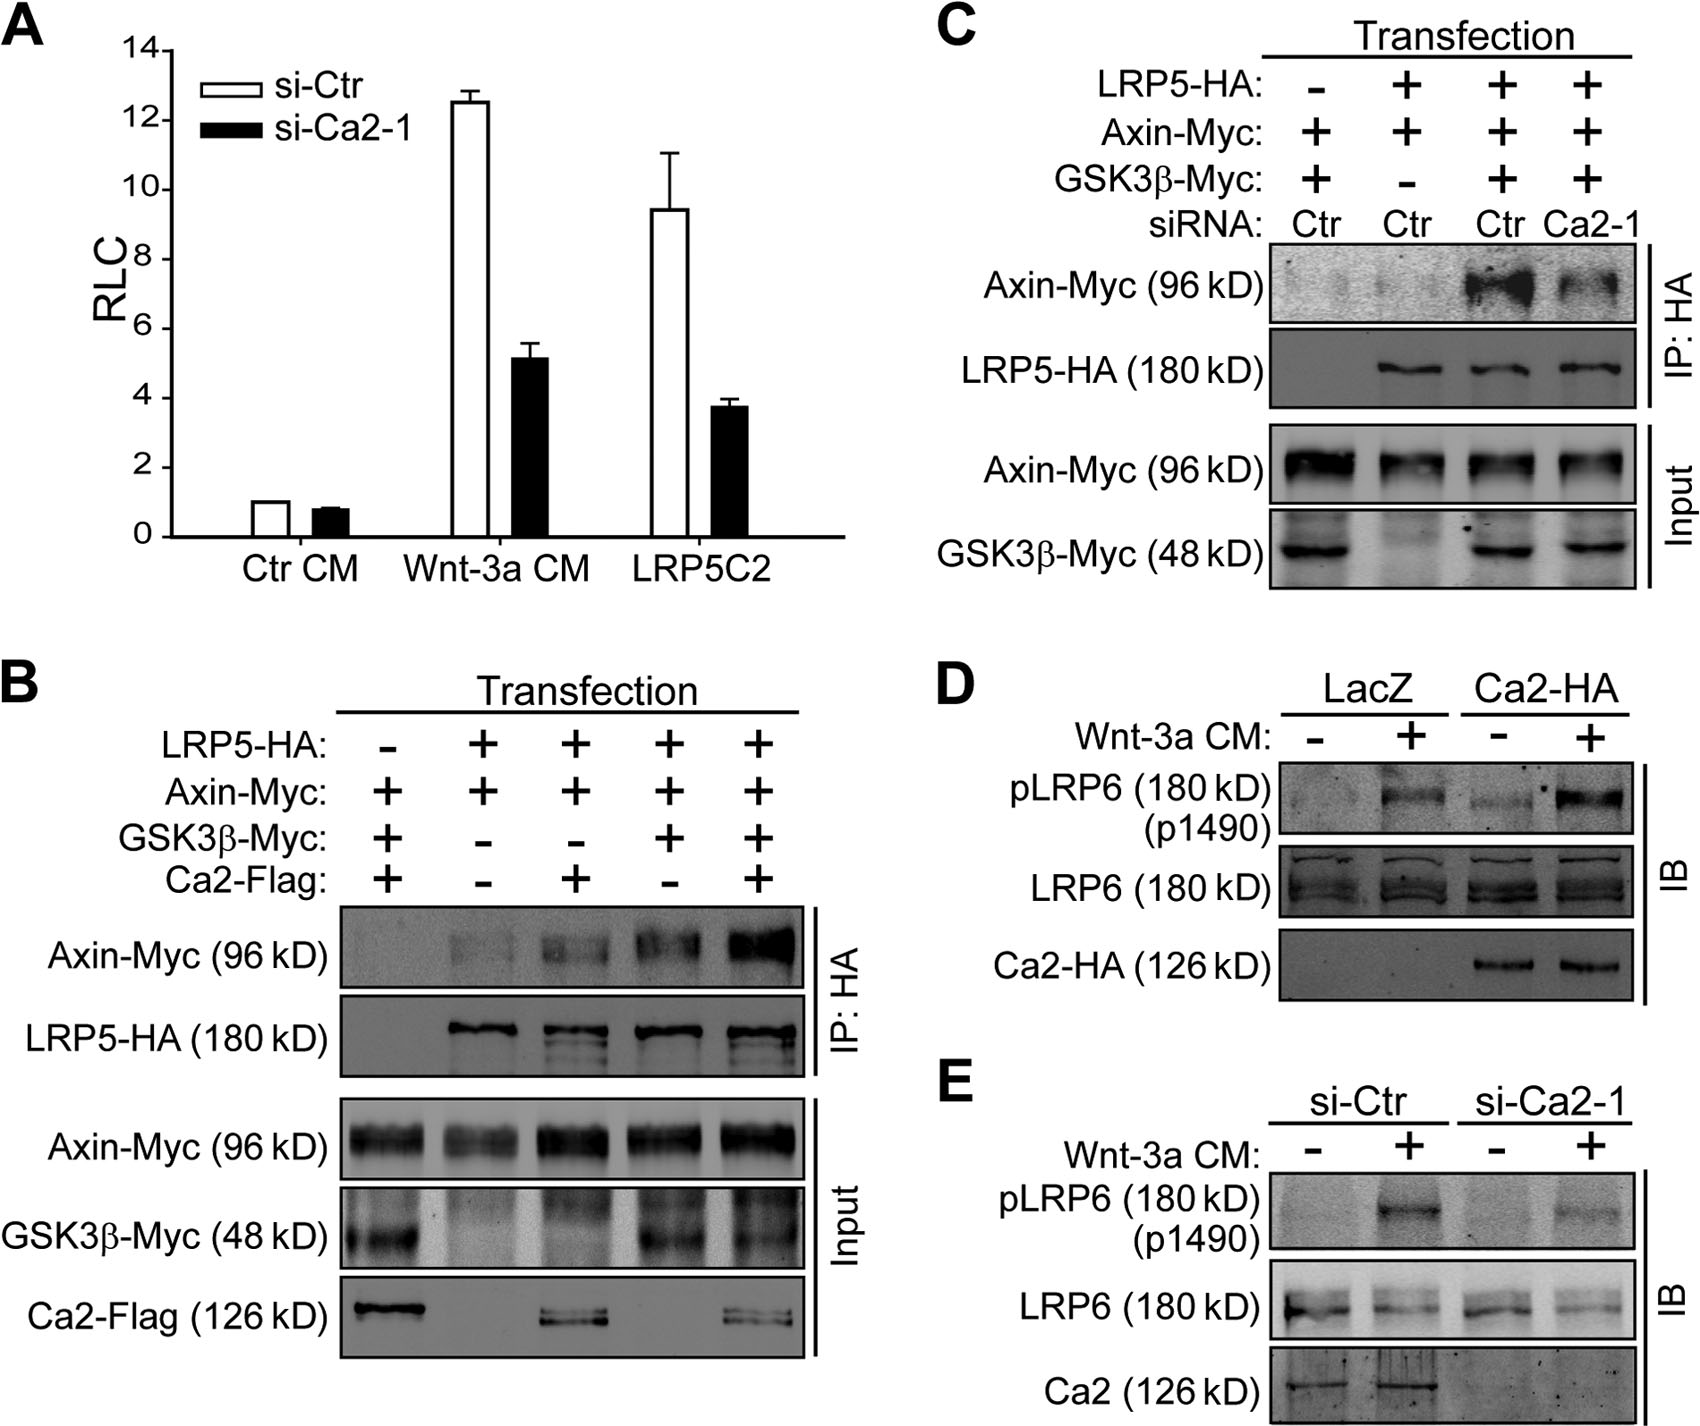 A
14
12
10
8
6
4
2
0
RLC
si-Ctr
si-Ca2-1
Ctr CM Wnt-3a CM LRP5C2
B
Transfection
LRP5-HA: - + + + +
Axin-Myc: + + + + +
GSK3β-Myc: + - - + +
Ca2-Flag: + - + - +
Axin-Myc (96 kD)
LRP5-HA (180 kD)
IP: HA
Axin-Myc (96 kD)
GSK3β-Myc (48 kD)
Ca2-Flag (126 kD)
Input
C
Transfection
LRP5-HA: - + + +
Axin-Myc: + + + +
GSK3β-Myc: + - + +
siRNA: Ctr Ctr Ctr Ca2-1
Axin-Myc (96 kD)
LRP5-HA (180 kD)
IP: HA
Axin-Myc (96 kD)
GSK3β-Myc (48 kD)
Input
D
LacZ Ca2-HA
Wnt-3a CM: - + - +
pLRP6 (180 kD)
(p1490)
LRP6 (180 kD)
Ca2-HA (126 kD)
IB
E
si-Ctr si-Ca2-1
Wnt-3a CM: - + - +
pLRP6 (180 kD)
(p1490)
LRP6 (180 kD)
Ca2 (126 kD)
IB